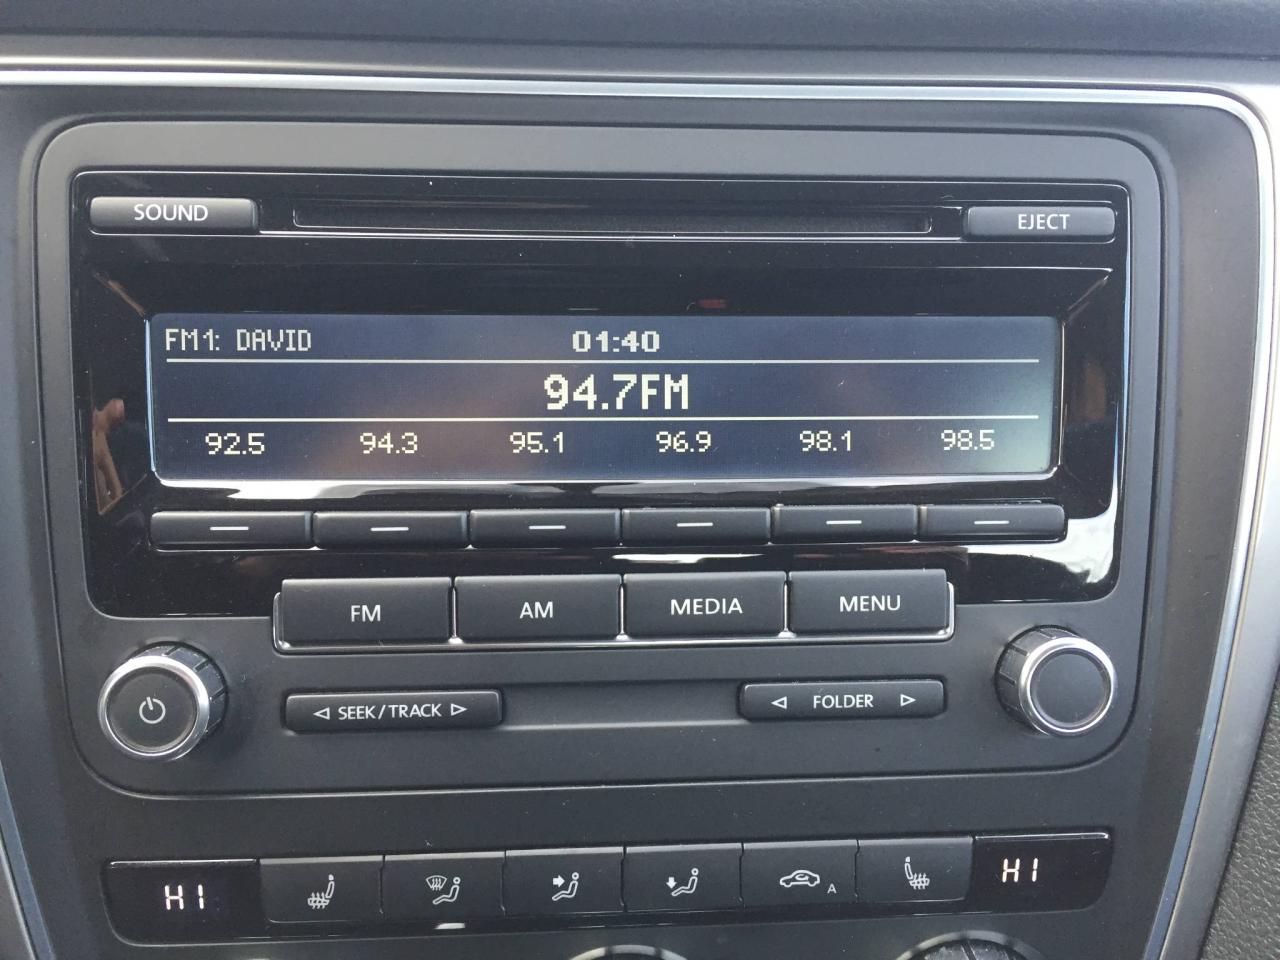 SOUND
EJECT
FM1: DAVID 01:40
94.7FM
92.5 94.3 95.1 96.9 98.1 98.5
FM AM MEDIA MENU
SEEK/TRACK FOLDER
HI A HI